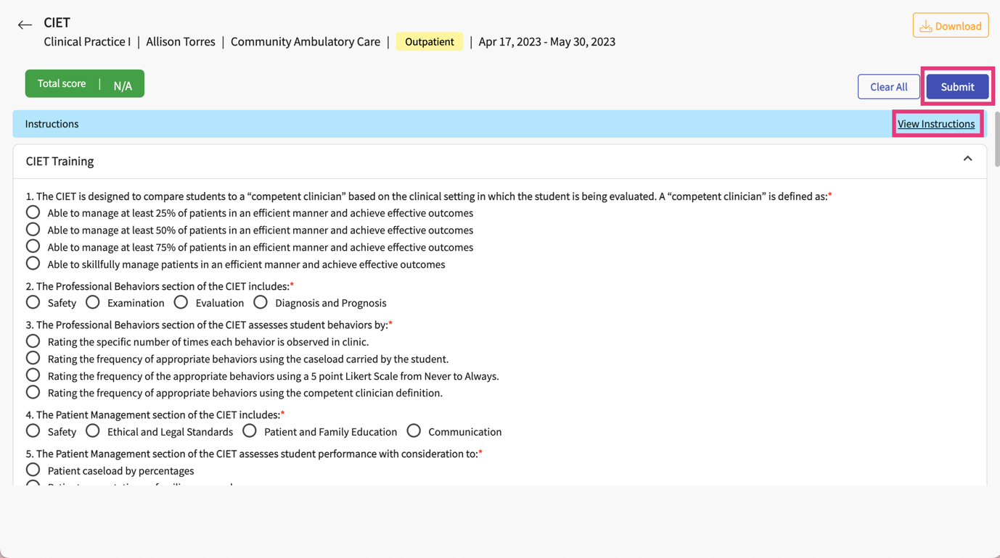 CIET
Clinical Practice I | Allison Torres | Community Ambulatory Care | Outpatient | Apr 17, 2023 - May 30, 2023
Download
Total score | N/A
Clear All
Submit
Instructions
View Instructions
CIET Training
1. The CIET is designed to compare students to a “competent clinician” based on the clinical setting in which the student is being evaluated. A “competent clinician” is defined as:*
Able to manage at least 25% of patients in an efficient manner and achieve effective outcomes
Able to manage at least 50% of patients in an efficient manner and achieve effective outcomes
Able to manage at least 75% of patients in an efficient manner and achieve effective outcomes
Able to skillfully manage patients in an efficient manner and achieve effective outcomes
2. The Professional Behaviors section of the CIET includes:*
Safety Examination Evaluation Diagnosis and Prognosis
3. The Professional Behaviors section of the CIET assesses student behaviors by:*
Rating the specific number of times each behavior is observed in clinic.
Rating the frequency of appropriate behaviors using the caseload carried by the student.
Rating the frequency of the appropriate behaviors using a 5 point Likert Scale from Never to Always.
Rating the frequency of appropriate behaviors using the competent clinician definition.
4. The Patient Management section of the CIET includes:*
Safety Ethical and Legal Standards Patient and Family Education Communication
5. The Patient Management section of the CIET assesses student performance with consideration to:*
Patient caseload by percentages